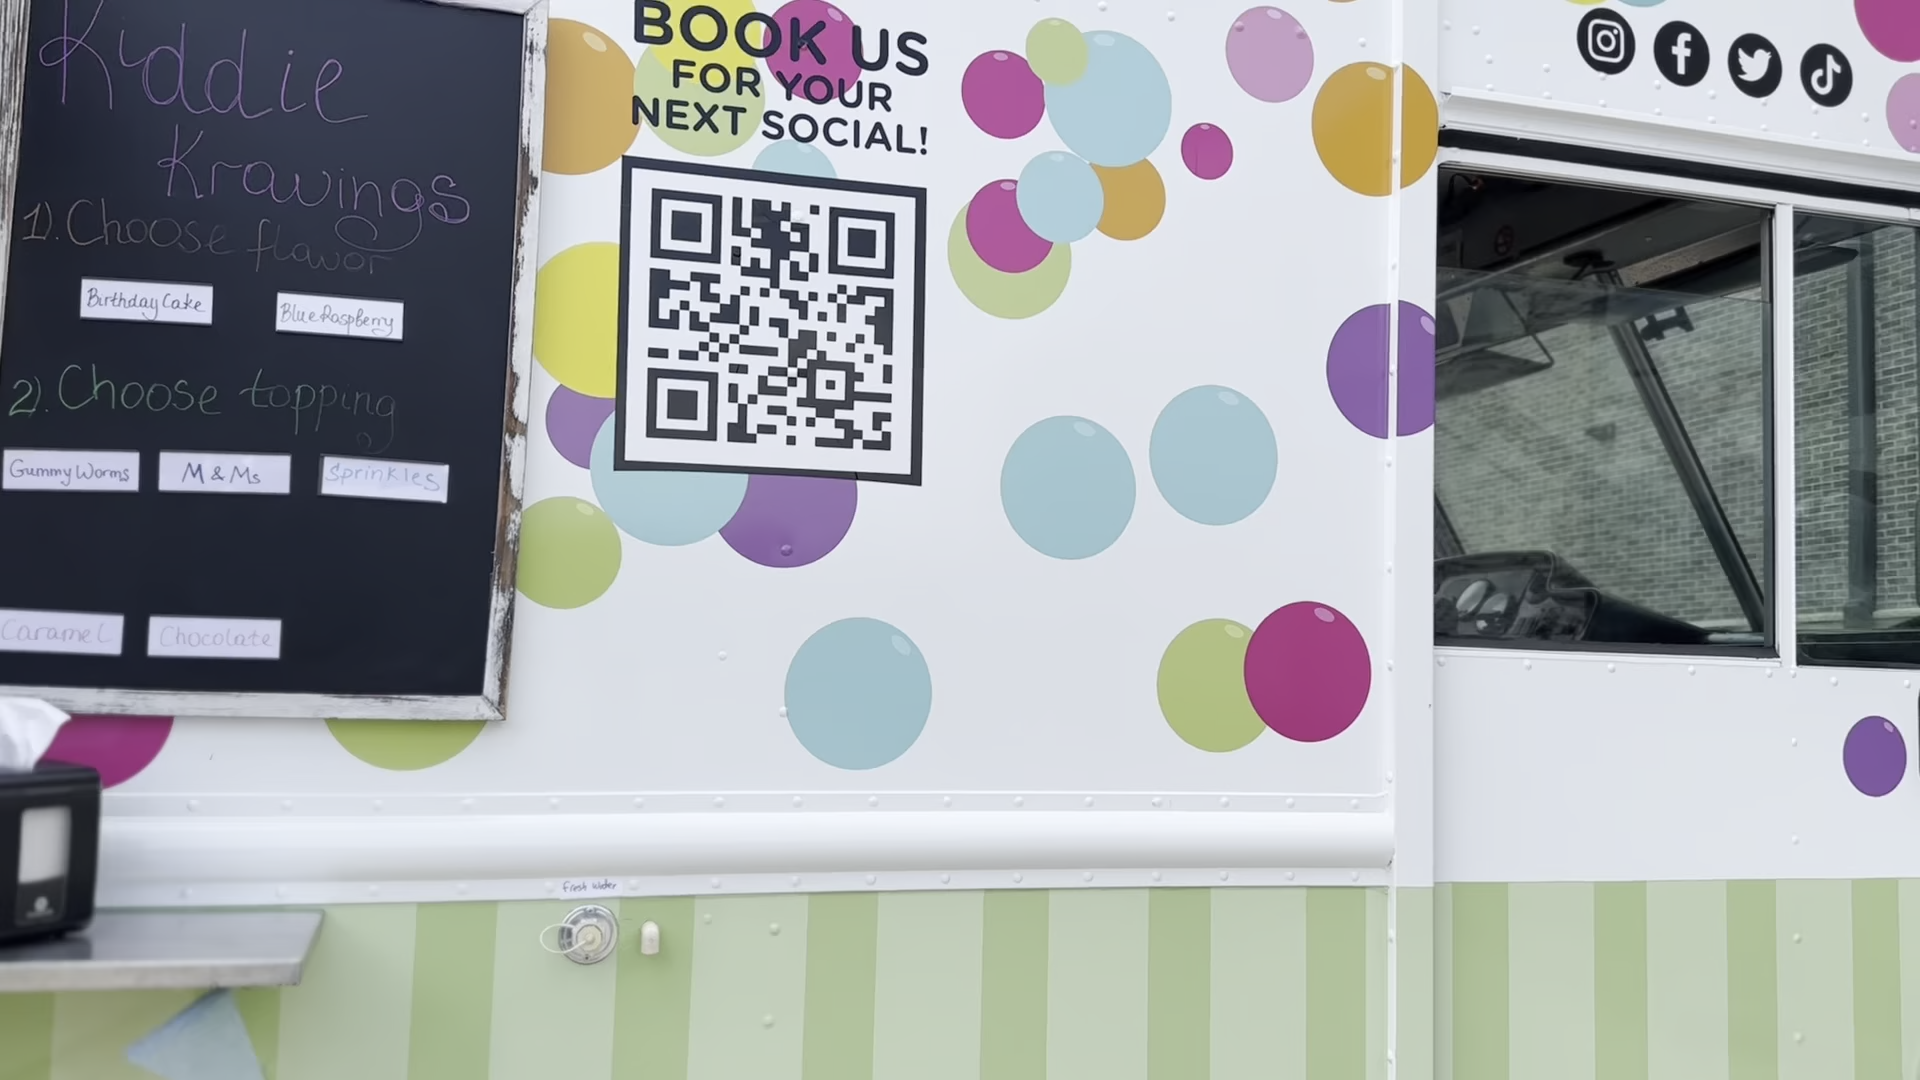 Kiddie
Kravings
1). Choose flavor
Birthday Cake
Blue Raspberry
2). Choose topping
Gummy Worms
M & Ms
Sprinkles
Caramel
Chocolate
BOOK US
FOR YOUR
NEXT SOCIAL!
fresh water